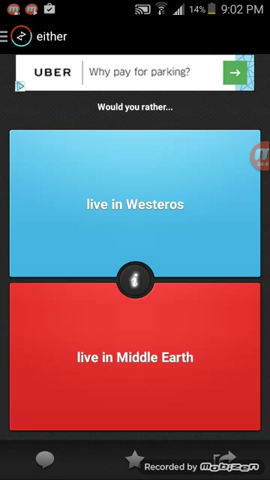 14% 9:02 PM
either
UBER Why pay for parking?
Would you rather...
live in Westeros
i
live in Middle Earth
Recorded by mobizen